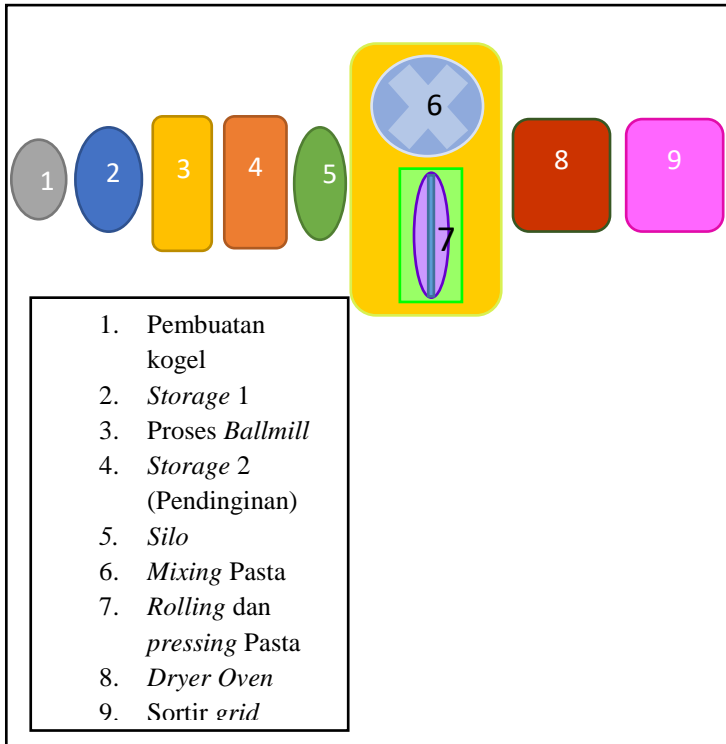 1
2
3
4
5
6
7
8
9
1. Pembuatan
kogel
2. Storage 1
3. Proses Ballmill
4. Storage 2
(Pendinginan)
5. Silo
6. Mixing Pasta
7. Rolling dan
pressing Pasta
8. Dryer Oven
9. Sortir grid